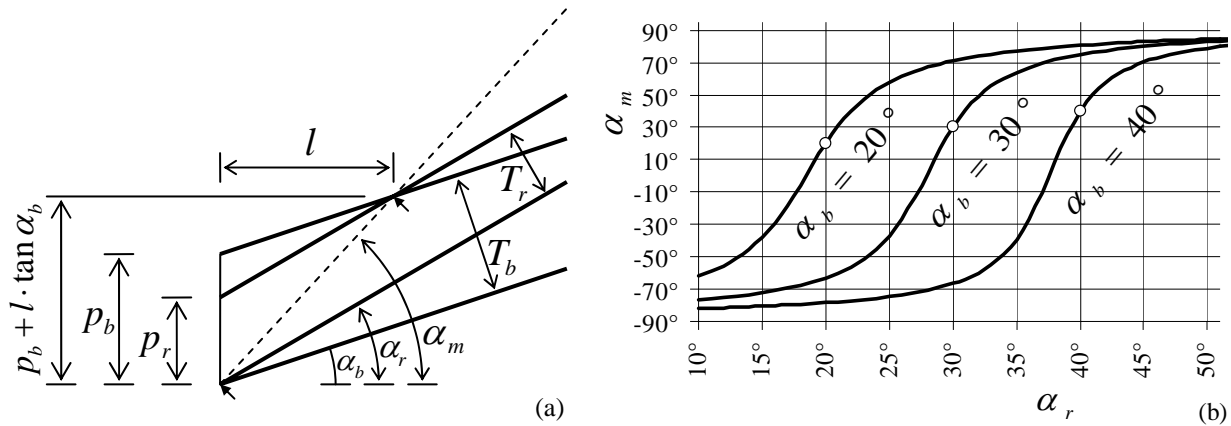 l
p_b + l · tan α_b
p_b
p_r
T_r
T_b
α_b
α_r
α_m
(a)
α_m
90°
70°
50°
30°
10°
-10°
-30°
-50°
-70°
-90°
α_b = 20°
α_b = 30°
α_b = 40°
10°
15°
20°
25°
30°
35°
40°
45°
50°
α_r
(b)